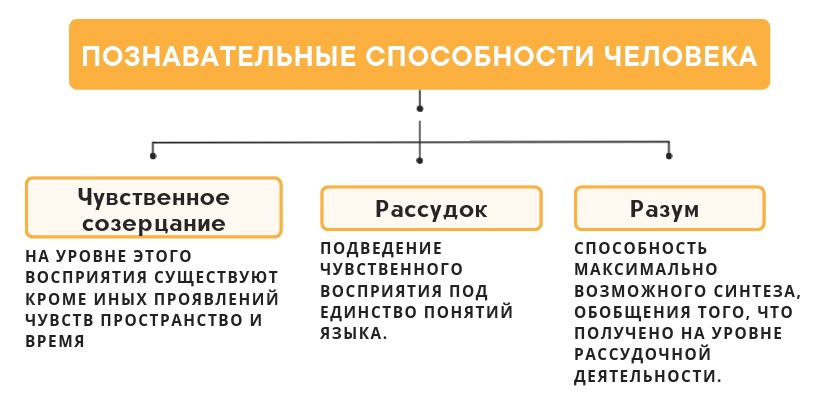 ПОЗНАВАТЕЛЬНЫЕ СПОСОБНОСТИ ЧЕЛОВЕКА
Чувственное
созерцание
НА УРОВНЕ ЭТОГО
ВОСПРИЯТИЯ СУЩЕСТВУЮТ
КРОМЕ ИНЫХ ПРОЯВЛЕНИЙ
ЧУВСТВ ПРОСТРАНСТВО И
ВРЕМЯ
Рассудок
ПОДВЕДЕНИЕ
ЧУВСТВЕННОГО
ВОСПРИЯТИЯ ПОД
ЕДИНСТВО ПОНЯТИЙ
ЯЗЫКА.
Разум
СПОСОБНОСТЬ
МАКСИМАЛЬНО
ВОЗМОЖНОГО СИНТЕЗА,
ОБОБЩЕНИЯ ТОГО, ЧТО
ПОЛУЧЕНО НА УРОВНЕ
РАССУДОЧНОЙ
ДЕЯТЕЛЬНОСТИ.